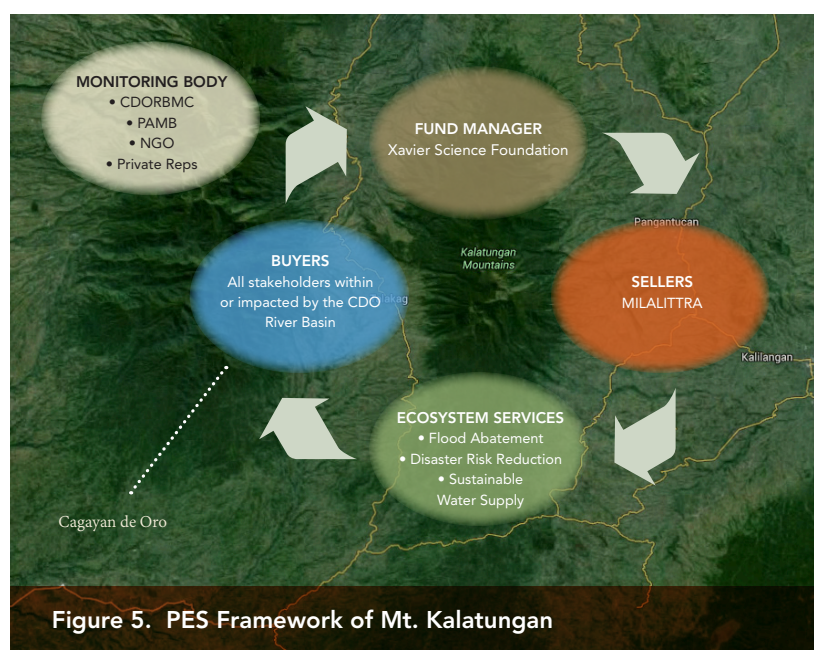 MONITORING BODY
• CDORBMC
• PAMB
• NGO
• Private Reps
FUND MANAGER
Xavier Science Foundation
Pangantucan
BUYERS
All stakeholders within
or impacted by the CDO
River Basin
Kalatungan
Mountains
SELLERS
MILALITTRA
Kalilangan
ECOSYSTEM SERVICES
• Flood Abatement
• Disaster Risk Reduction
• Sustainable
Water Supply
Cagayan de Oro
Figure 5. PES Framework of Mt. Kalatungan